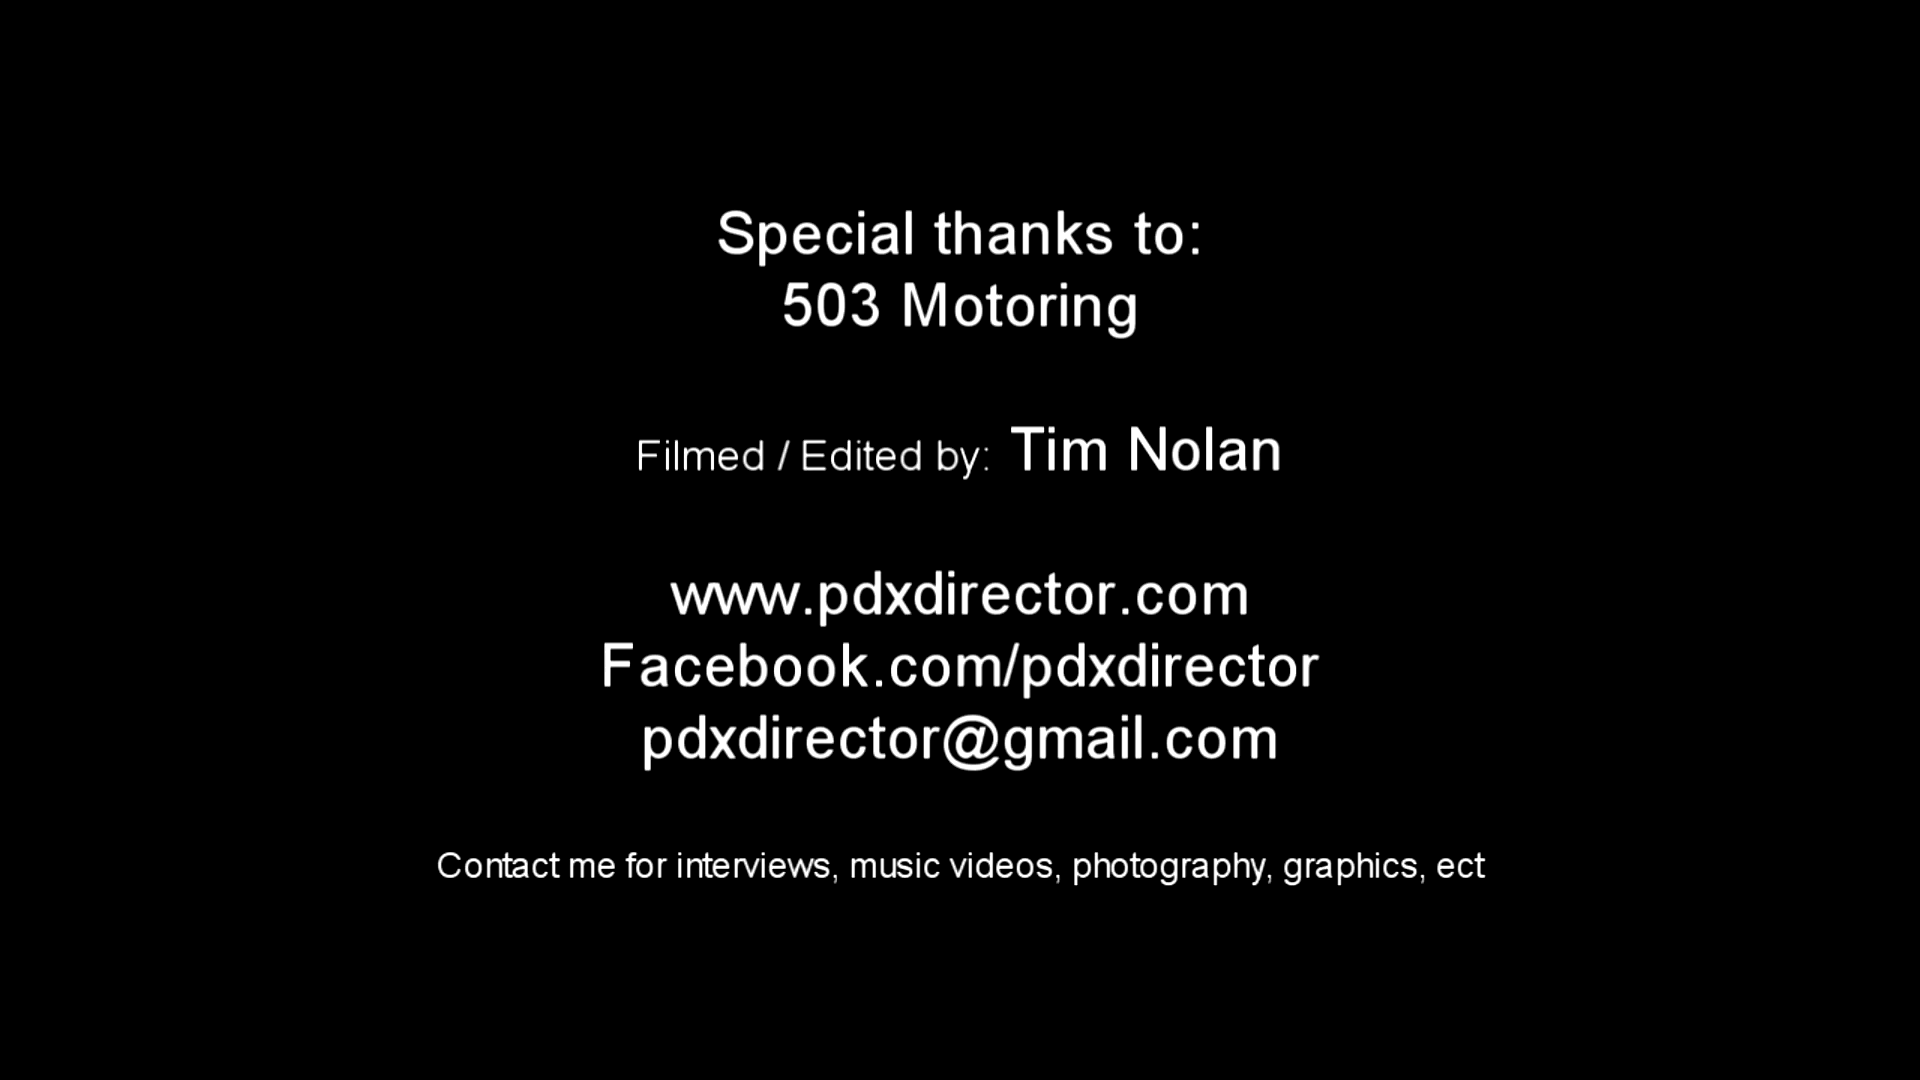 Special thanks to:
503 Motoring
Filmed / Edited by: Tim Nolan
www.pdxdirector.com
Facebook.com/pdxdirector
pdxdirector@gmail.com
Contact me for interviews, music videos, photography, graphics, ect